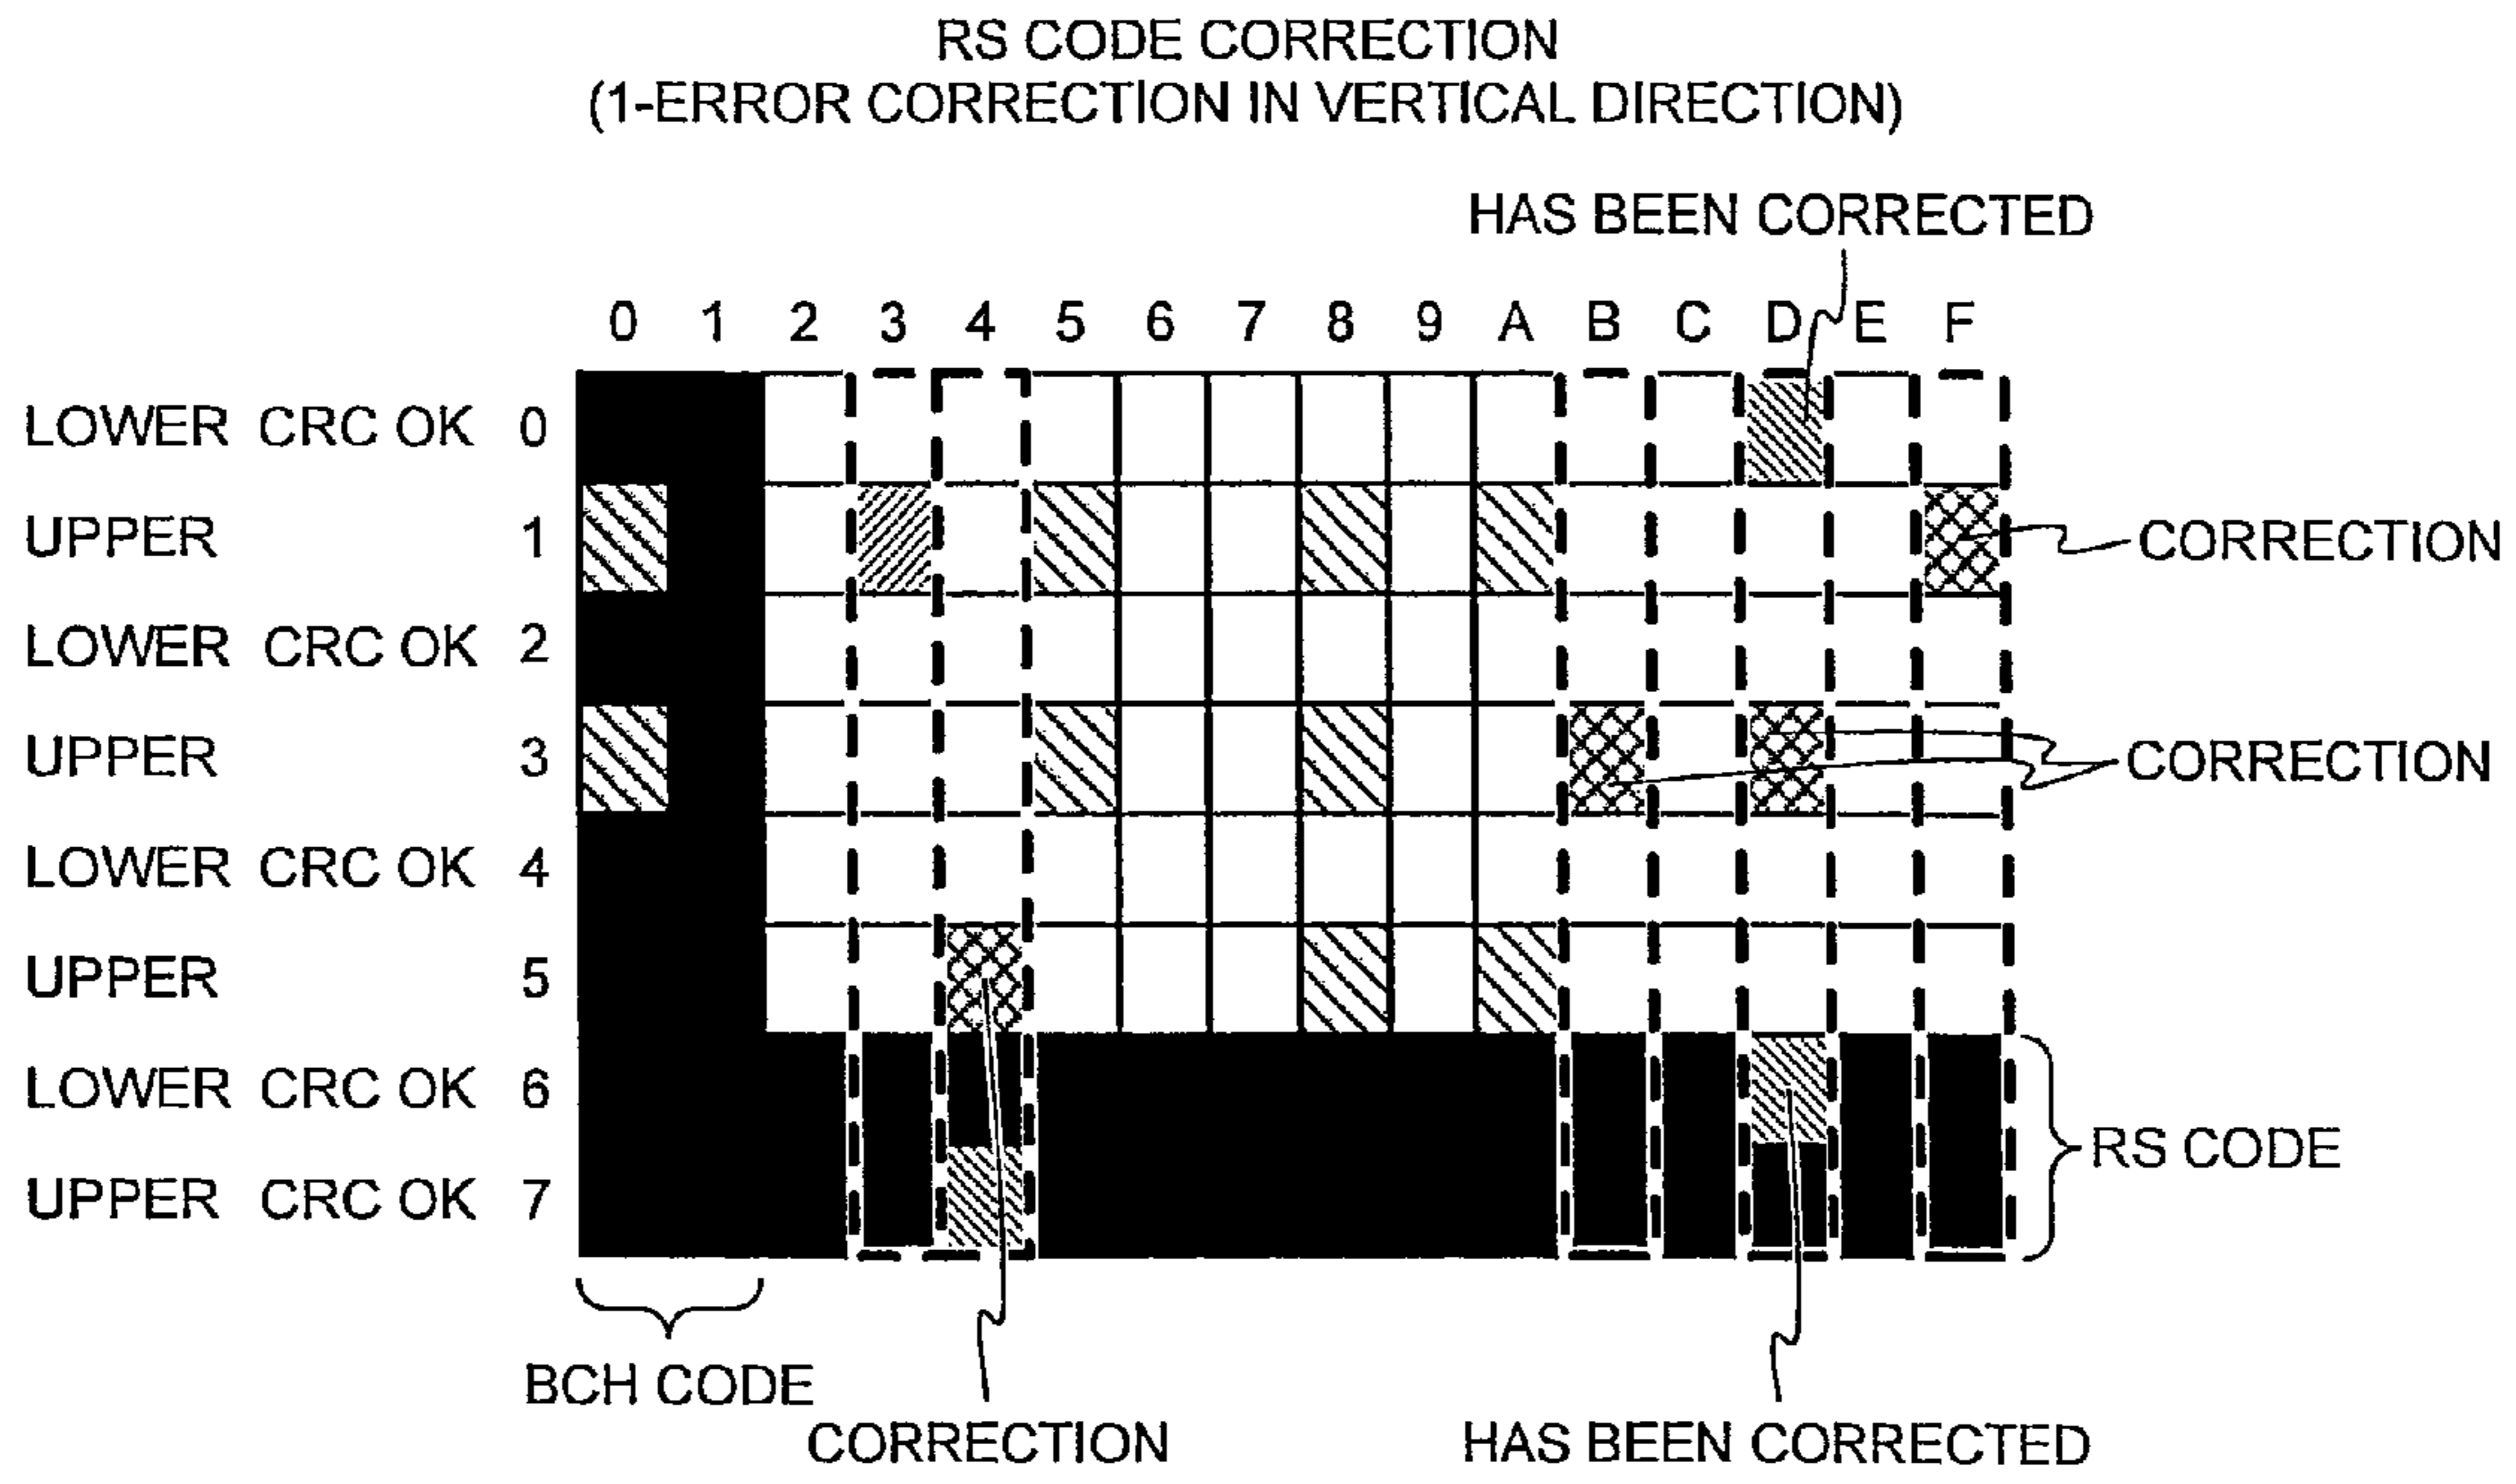 RS CODE CORRECTION
(1-ERROR CORRECTION IN VERTICAL DIRECTION)
HAS BEEN CORRECTED
0 1 2 3 4 5 6 7 8 9 A B C D E F
LOWER CRC OK 0
UPPER 1
CORRECTION
LOWER CRC OK 2
UPPER 3
CORRECTION
LOWER CRC OK 4
UPPER 5
LOWER CRC OK 6
RS CODE
UPPER CRC OK 7
BCH CODE
CORRECTION
HAS BEEN CORRECTED